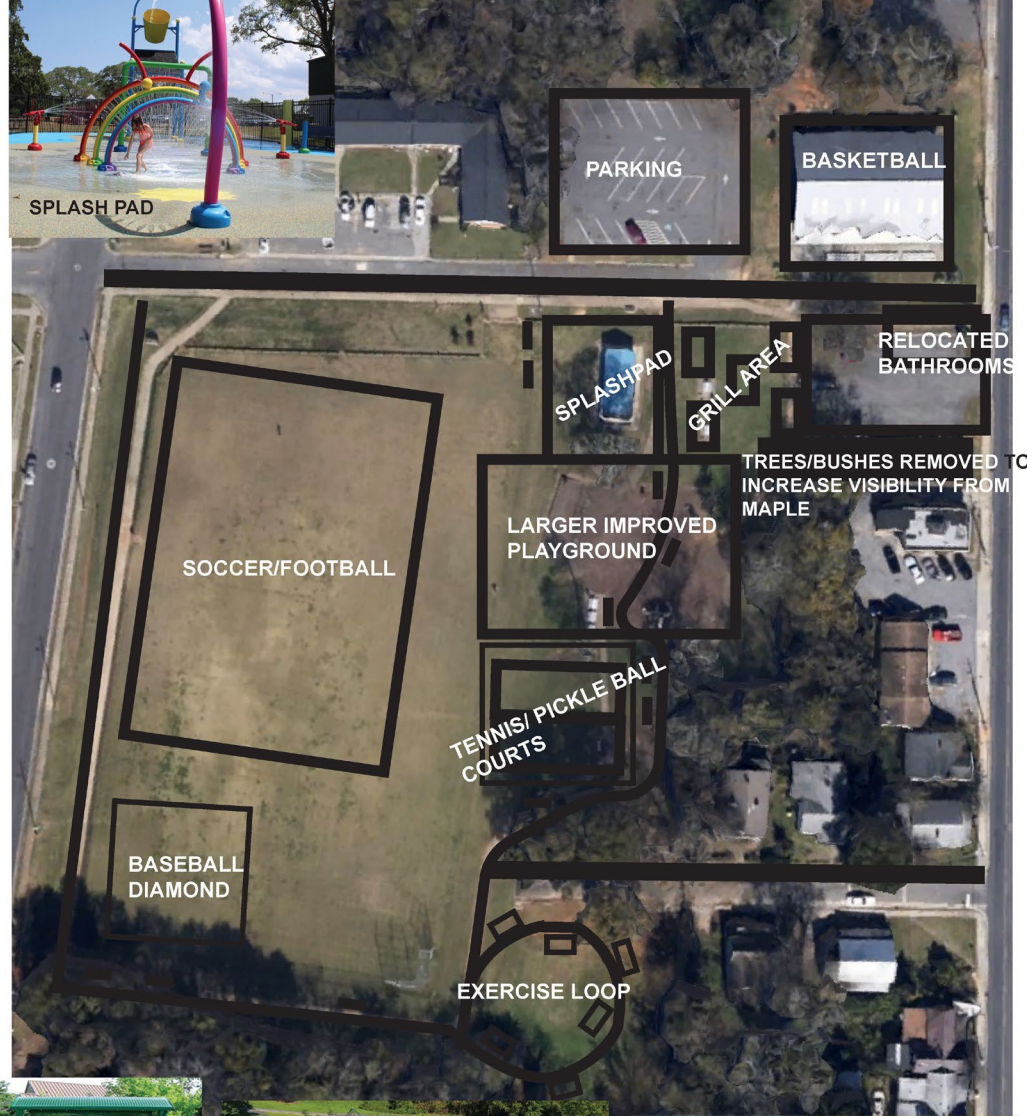 SPLASH PAD
PARKING
BASKETBALL
RELOCATED
BATHROOMS
SPLASHPAD
GRILL AREA
TREES/BUSHES REMOVED TO
INCREASE VISIBILITY FROM
MAPLE
LARGER IMPROVED
PLAYGROUND
SOCCER/FOOTBALL
TENNIS/ PICKLE BALL
COURTS
BASEBALL
DIAMOND
EXERCISE LOOP